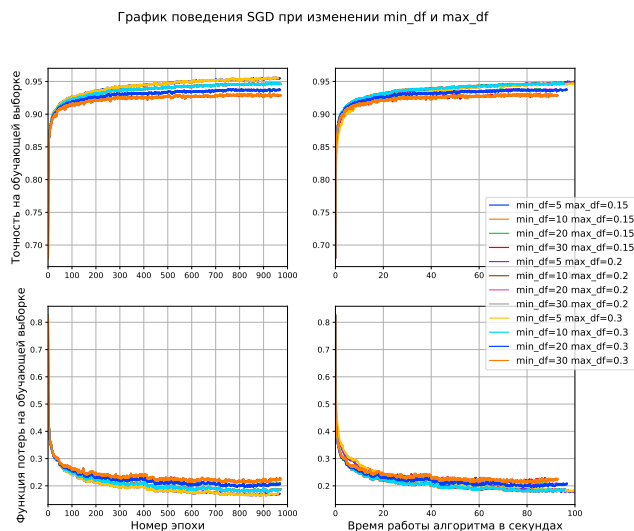 График поведения SGD при изменении min_df и max_df
Точность на обучающей выборке
0.95
0.90
0.85
0.80
0.75
0.70
0 100 200 300 400 500 600 700 800 900 1000
0.95
0.90
0.85
0.80
0.75
0.70
0 20 40
min_df=5 max_df=0.15
min_df=10 max_df=0.15
min_df=20 max_df=0.15
min_df=30 max_df=0.15
min_df=5 max_df=0.2
min_df=10 max_df=0.2
min_df=20 max_df=0.2
min_df=30 max_df=0.2
min_df=5 max_df=0.3
min_df=10 max_df=0.3
min_df=20 max_df=0.3
min_df=30 max_df=0.3
Функция потерь на обучающей выборке
0.8
0.7
0.6
0.5
0.4
0.3
0.2
0 100 200 300 400 500 600 700 800 900 1000
Номер эпохи
0.8
0.7
0.6
0.5
0.4
0.3
0.2
0 20 40 60 80 100
Время работы алгоритма в секундах